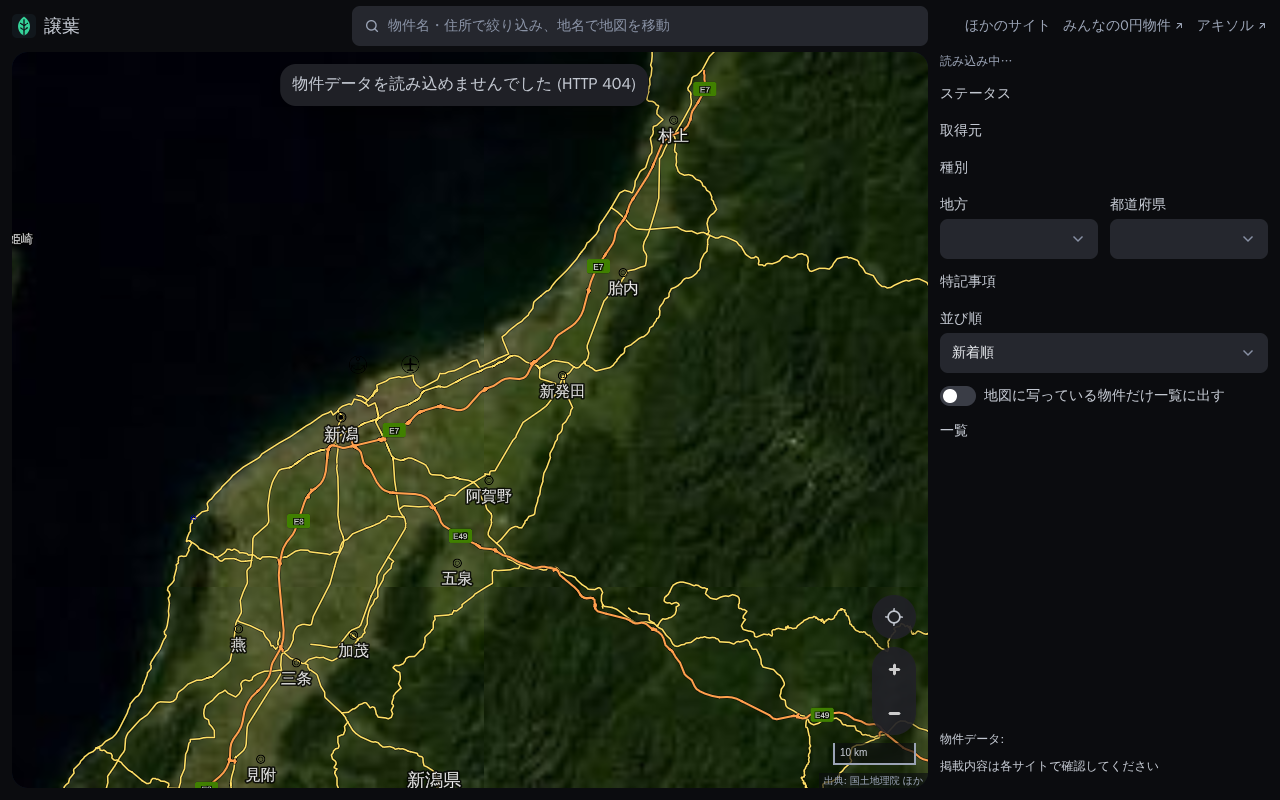 譲葉
物件名・住所で絞り込み、地名で地図を移動
ほかのサイト
みんなの0円物件
アキソル
物件データを読み込めませんでした (HTTP 404)
読み込み中…
ステータス
取得元
種別
地方
都道府県
特記事項
並び順
新着順
地図に写っている物件だけ一覧に出す
一覧
物件データ:
掲載内容は各サイトで確認してください
E7
村上
姫崎
E7
胎内
新発田
新潟
E7
阿賀野
E8
E49
五泉
燕
加茂
三条
E49
見附
新潟県
10 km
出典: 国土地理院 ほか